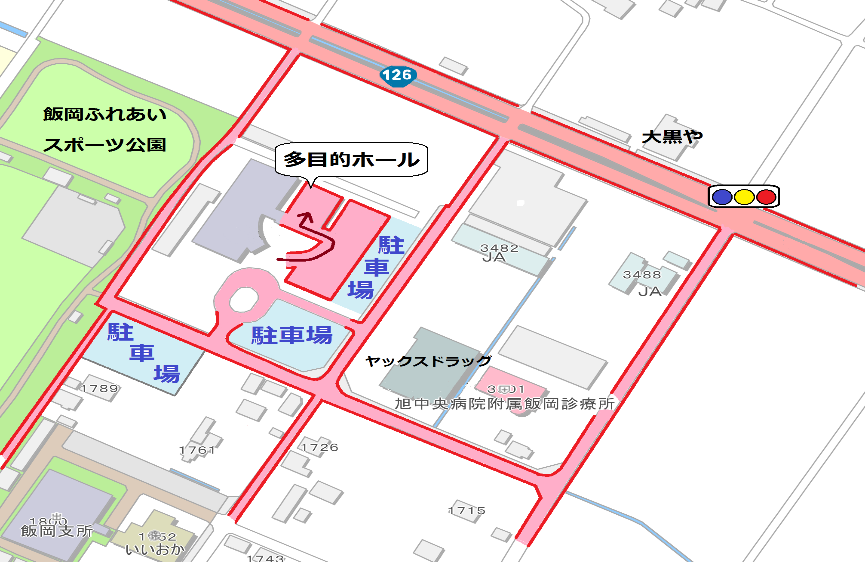 126
飯岡ふれあい
スポーツ公園
大黒や
多目的ホール
3482
JA
駐車場
3488
JA
駐車場
駐車場
ヤックスドラッグ
1789
旭中央病院附属飯岡診療所
1761
1726
1715
飯岡支所
いいおか
1743